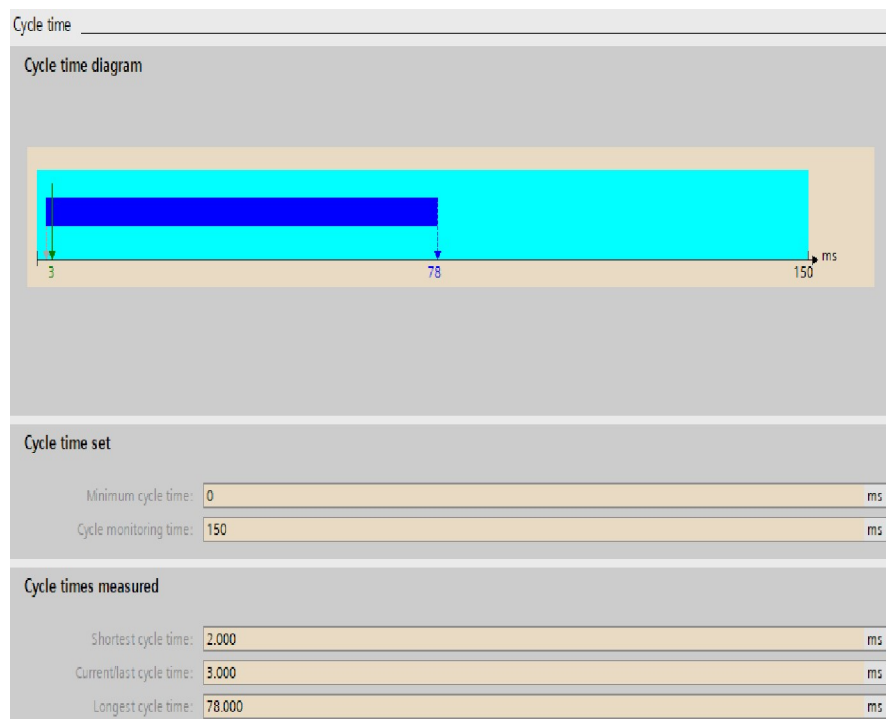 Cycle time
Cycle time diagram
ms
3 78 150
Cycle time set
Minimum cycle time: 0 ms
Cycle monitoring time: 150 ms
Cycle times measured
Shortest cycle time: 2.000 ms
Current/last cycle time: 3.000 ms
Longest cycle time: 78.000 ms